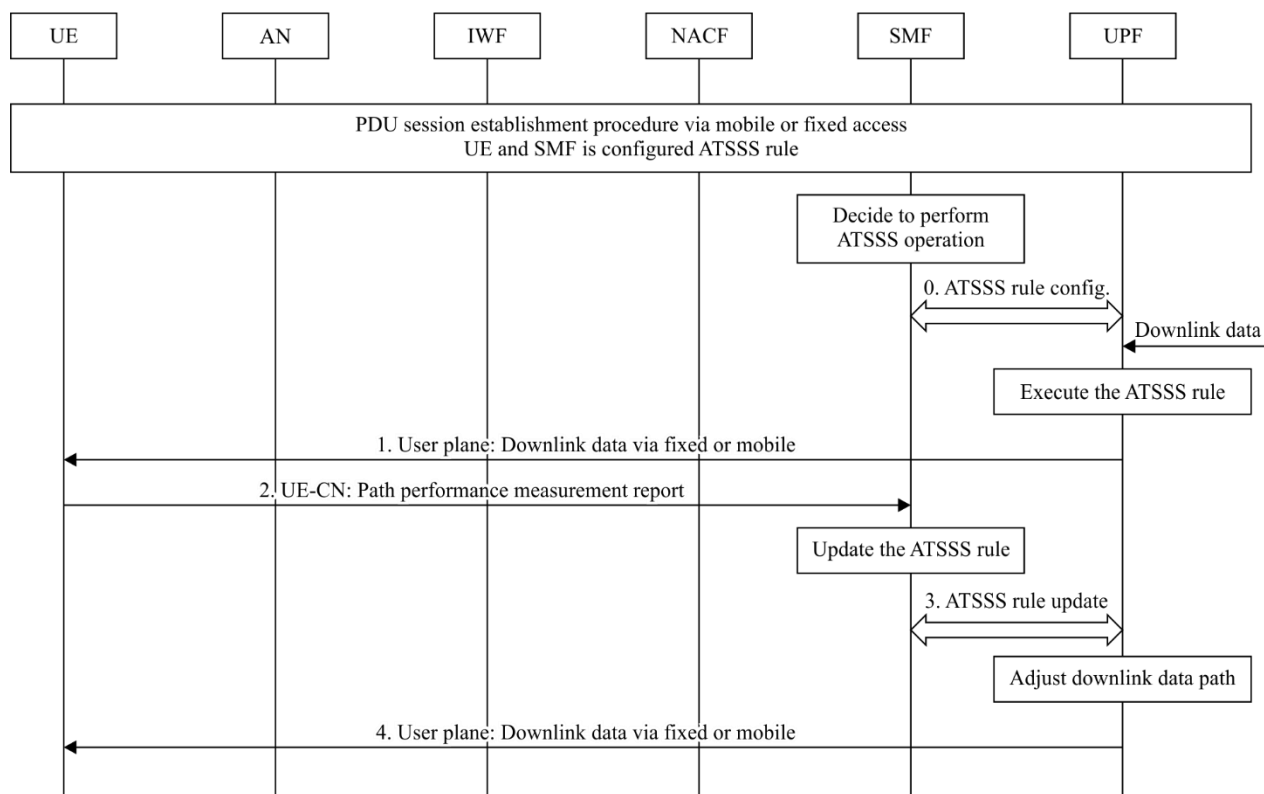 UE
AN
IWF
NACF
SMF
UPF
PDU session establishment procedure via mobile or fixed access
UE and SMF is configured ATSSS rule
Decide to perform
ATSSS operation
0. ATSSS rule config.
Downlink data
Execute the ATSSS rule
1. User plane: Downlink data via fixed or mobile
2. UE-CN: Path performance measurement report
Update the ATSSS rule
3. ATSSS rule update
Adjust downlink data path
4. User plane: Downlink data via fixed or mobile